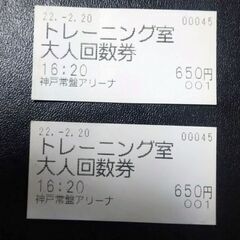 22.-2.20 00045
トレーニング室
大人回数券
16:20 650円
神戸常盤アリーナ 001
22.-2.20 00045
トレーニング室
大人回数券
16:20 650円
神戸常盤アリーナ 001